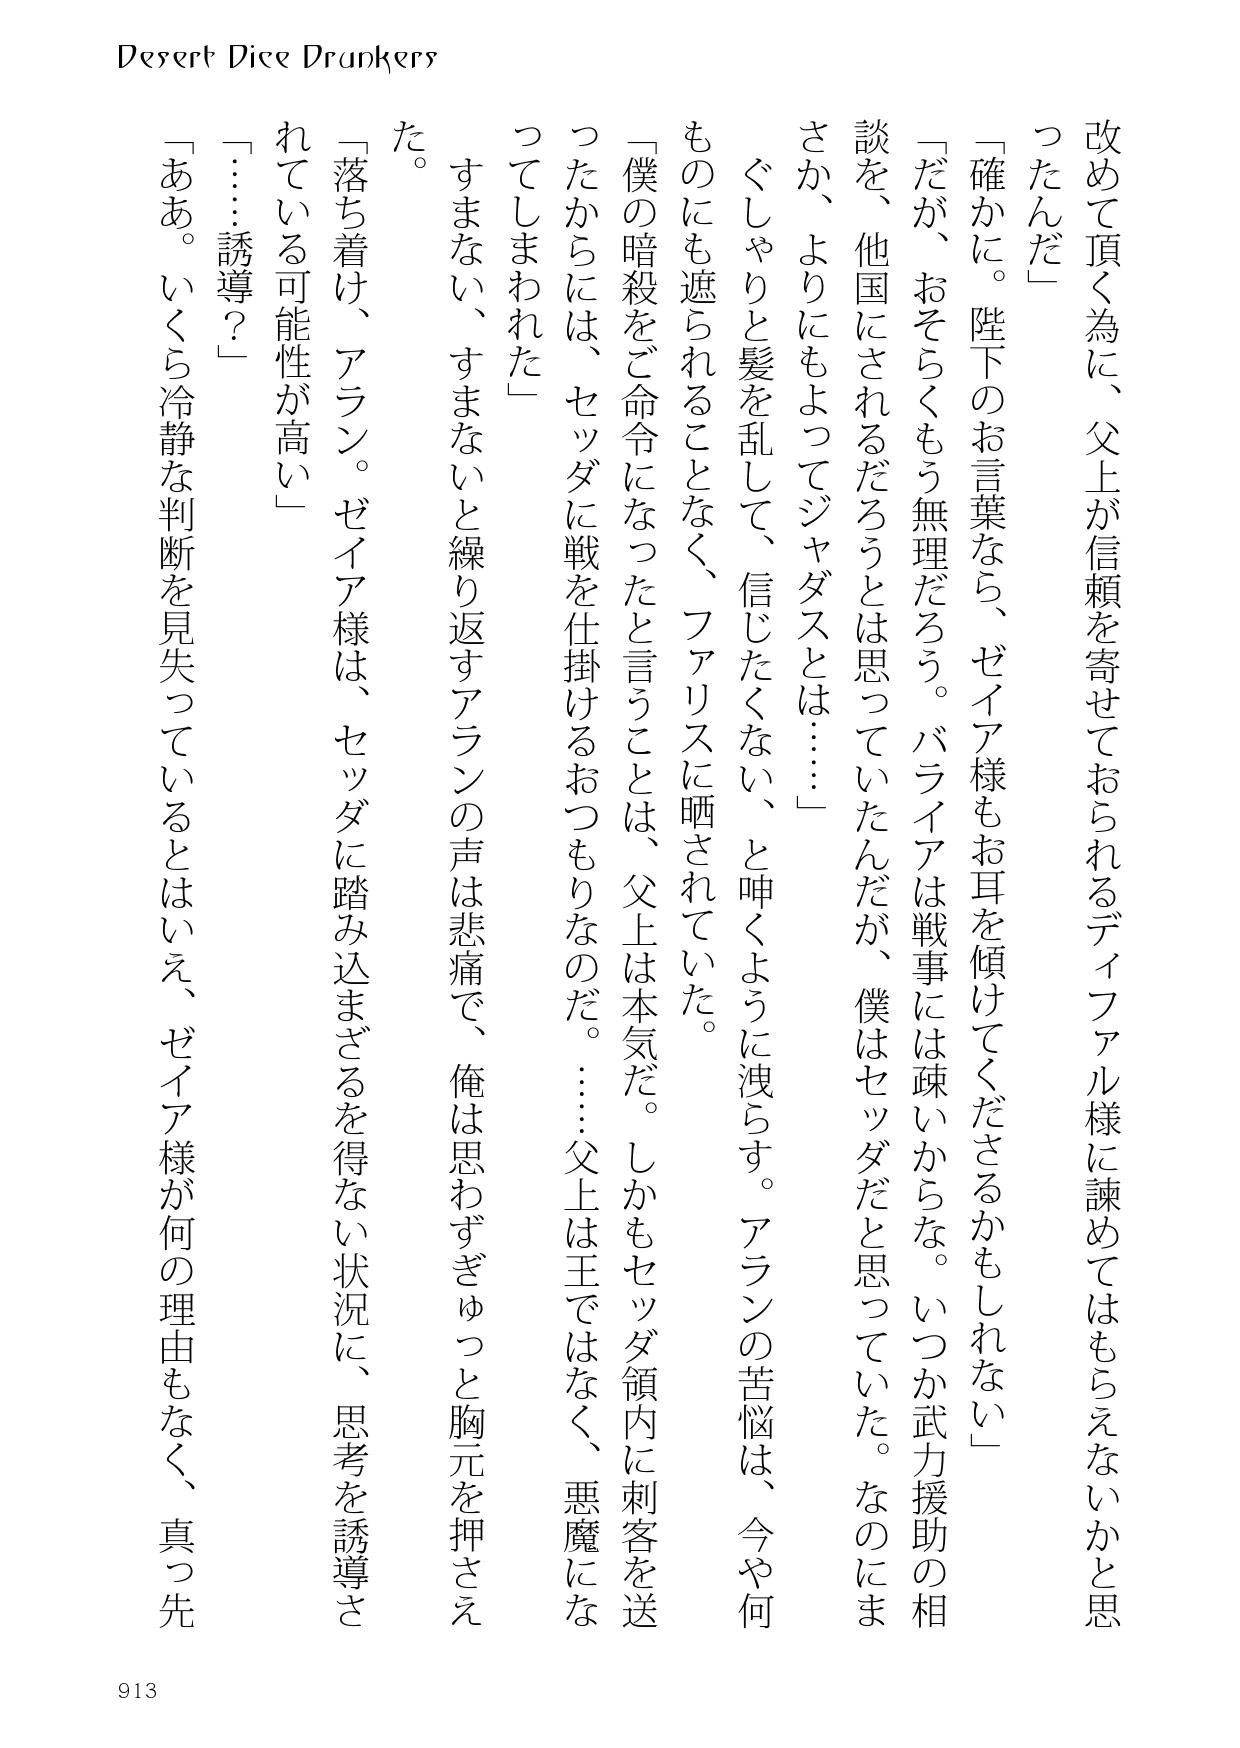 Desert Dice Drunkers
改めて頂く為に、父上が信頼を寄せておられるディファル様に諫めてはもらえないかと思
ったんだ」
「確かに。陛下のお言葉なら、ゼイア様もお耳を傾けてくださるかもしれない」
「だが、おそらくもう無理だろう。バライアは戦事には疎いからな。いつか武力援助の相
談を、他国にされるだろうとは思っていたんだが、僕はセッダだと思っていた。なのにま
さか、よりにもよってジャダスとは……」
ぐしゃりと髪を乱して、信じたくない、と呻くように洩らす。アランの苦悩は、今や何
ものにも遮られることなく、ファリスに晒されていた。
「僕の暗殺をご命令になったと言うことは、父上は本気だ。しかもセッダ領内に刺客を送
ったからには、セッダに戦を仕掛けるおつもりなのだ。……父上は王ではなく、悪魔にな
ってしまわれた」
すまない、すまないと繰り返すアランの声は悲痛で、俺は思わずぎゅっと胸元を押さえ
た。
「落ち着け、アラン。ゼイア様は、セッダに踏み込まざるを得ない状況に、思考を誘導さ
れている可能性が高い」
「……誘導？」
「ああ。いくら冷静な判断を見失っているとはいえ、ゼイア様が何の理由もなく、真っ先
913